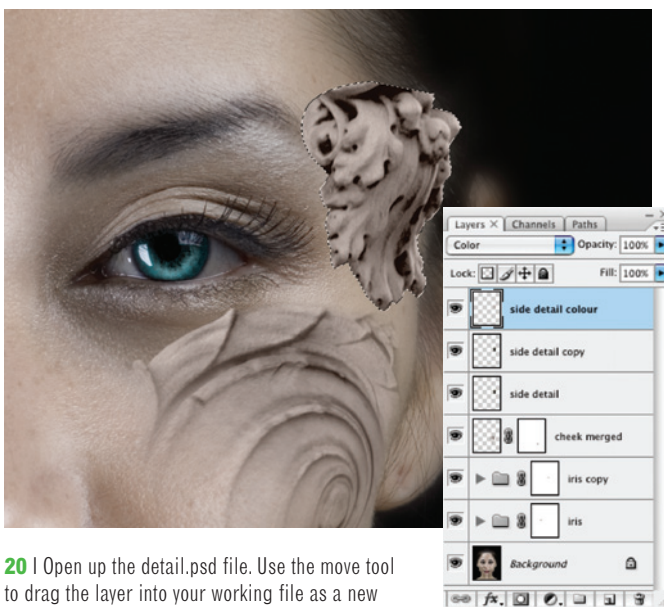 Layers × Channels Paths
Color Opacity: 100%
Lock: Fill: 100%
side detail colour
side detail copy
side detail
cheek merged
iris copy
iris
Background
fx.
20 | Open up the detail.psd file. Use the move tool
to drag the layer into your working file as a new